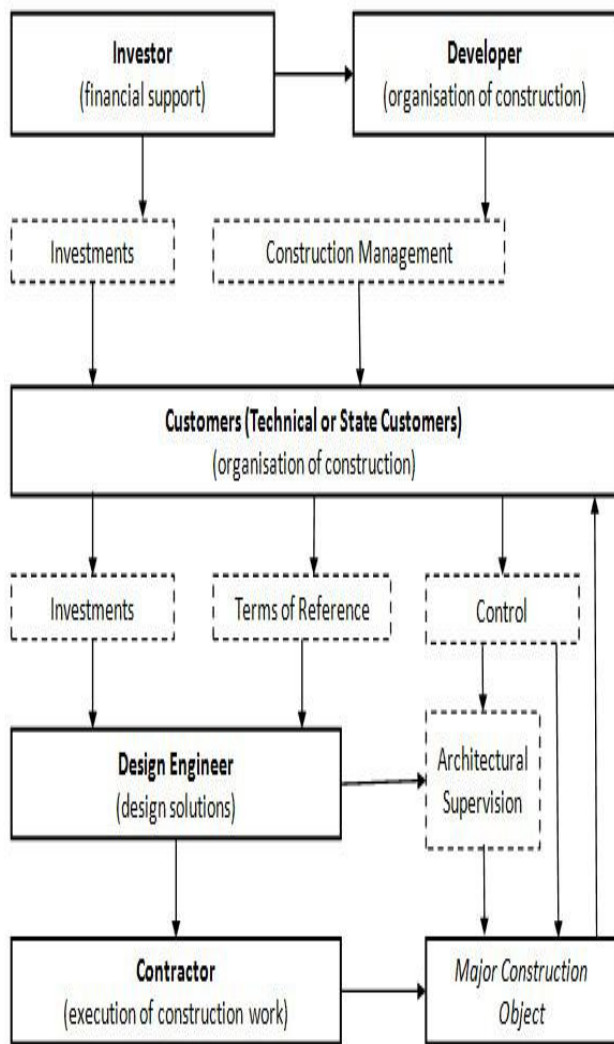 Investor
(financial support)
Developer
(organisation of construction)
Investments
Construction Management
Customers (Technical or State Customers)
(organisation of construction)
Investments
Terms of Reference
Control
Design Engineer
(design solutions)
Architectural
Supervision
Contractor
(execution of construction work)
Major Construction
Object